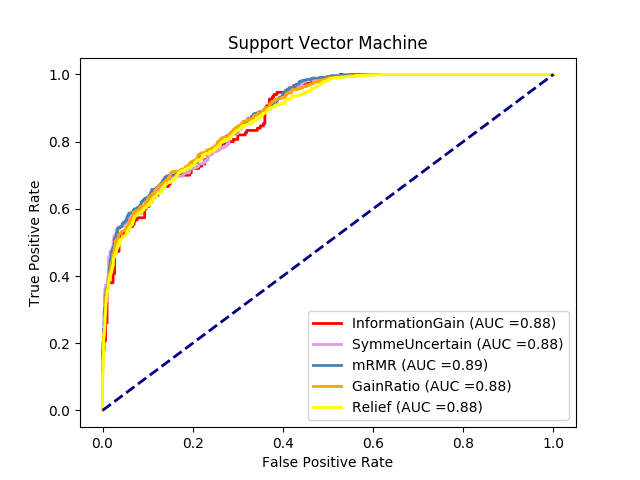 Support Vector Machine
True Positive Rate
1.0
0.8
0.6
0.4
0.2
0.0
InformationGain (AUC =0.88)
SymmeUncertain (AUC =0.88)
mRMR (AUC =0.89)
GainRatio (AUC =0.88)
Relief (AUC =0.88)
0.0 0.2 0.4 0.6 0.8 1.0
False Positive Rate